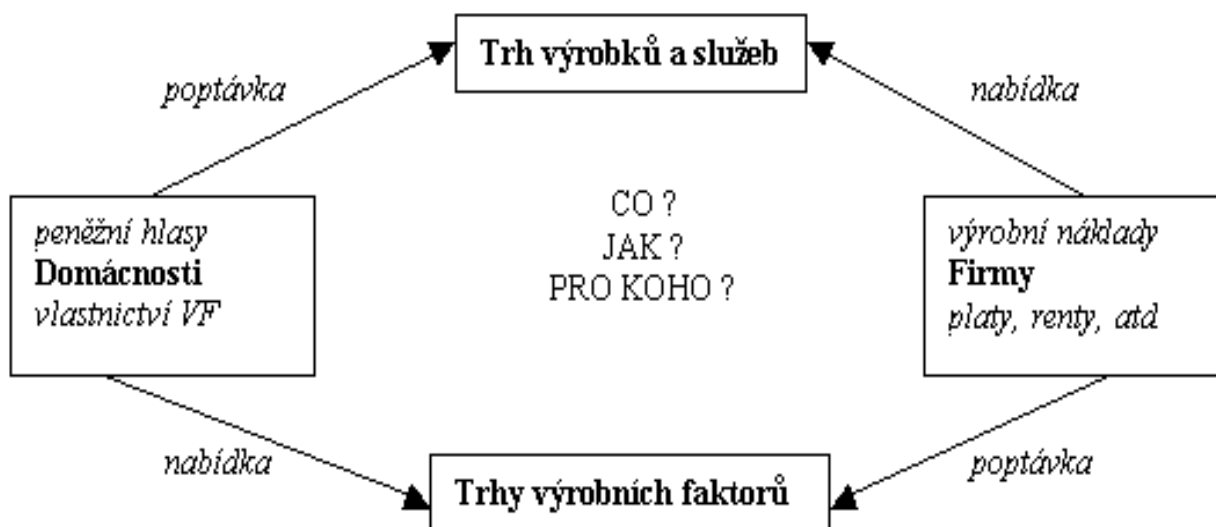 Trh výrobků a služeb
poptávka
nabídka
peněžní hlasy
Domácnosti
vlastnictví VF
CO ?
JAK ?
PRO KOHO ?
výrobní náklady
Firmy
platy, renty, atd
nabídka
poptávka
Trhy výrobních faktorů